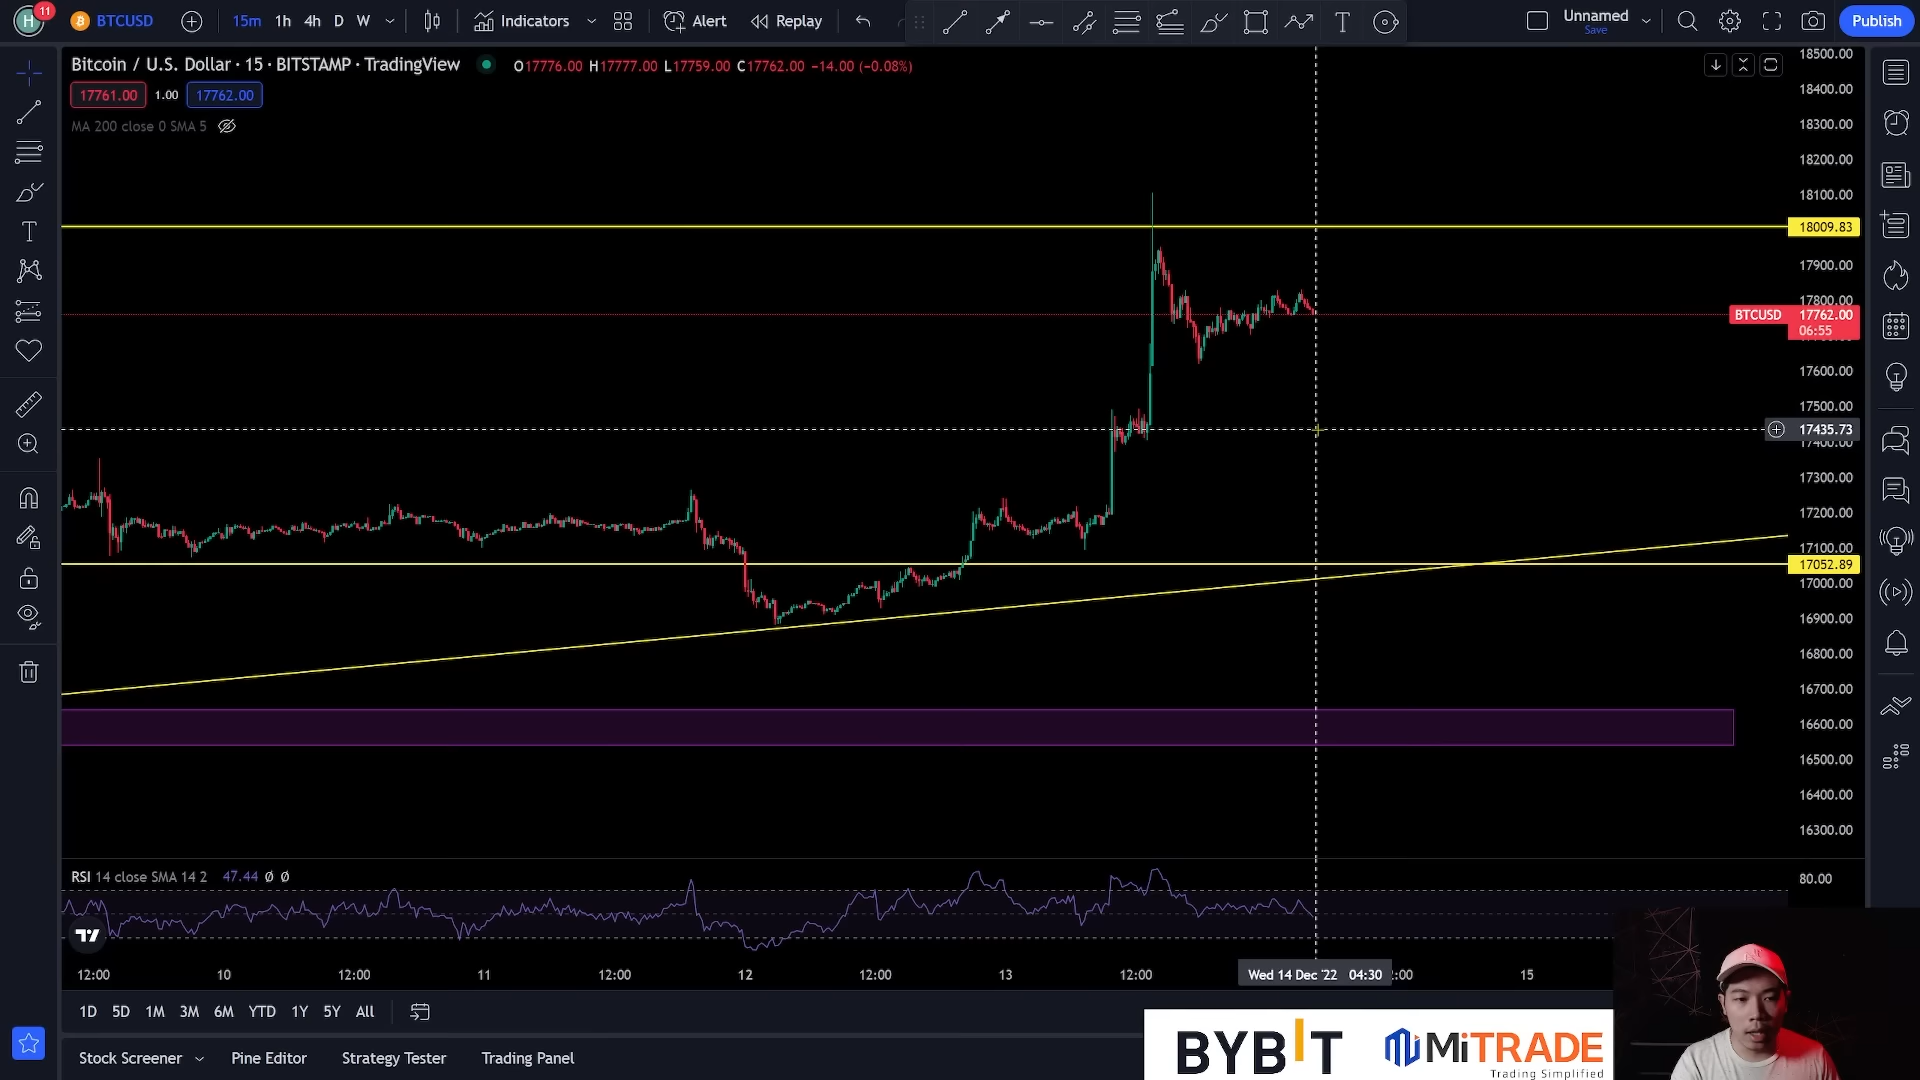 H 11 BTCUSD 15m 1h 4h D W Indicators Alert Replay Unnamed Save Publish
Bitcoin / U.S. Dollar · 15 · BITSTAMP · TradingView O17776.00 H17777.00 L17759.00 C17762.00 −14.00 (−0.08%)
17761.00 1.00 17762.00
MA 200 close 0 SMA 5
18500.00
18400.00
18300.00
18200.00
18100.00
18009.83
17900.00
17800.00
BTCUSD 17762.00
06:55
17600.00
17500.00
17435.73
17400.00
17300.00
17200.00
17100.00
17052.89
17000.00
16900.00
16800.00
16700.00
16600.00
16500.00
16400.00
16300.00
RSI 14 close SMA 14 2 47.44 Ø Ø
80.00
12:00 10 12:00 11 12:00 12 12:00 13 12:00 Wed 14 Dec '22 04:30 :00 15
1D 5D 1M 3M 6M YTD 1Y 5Y All
Stock Screener Pine Editor Strategy Tester Trading Panel
BYBIT MiTRADE
Trading Simplified